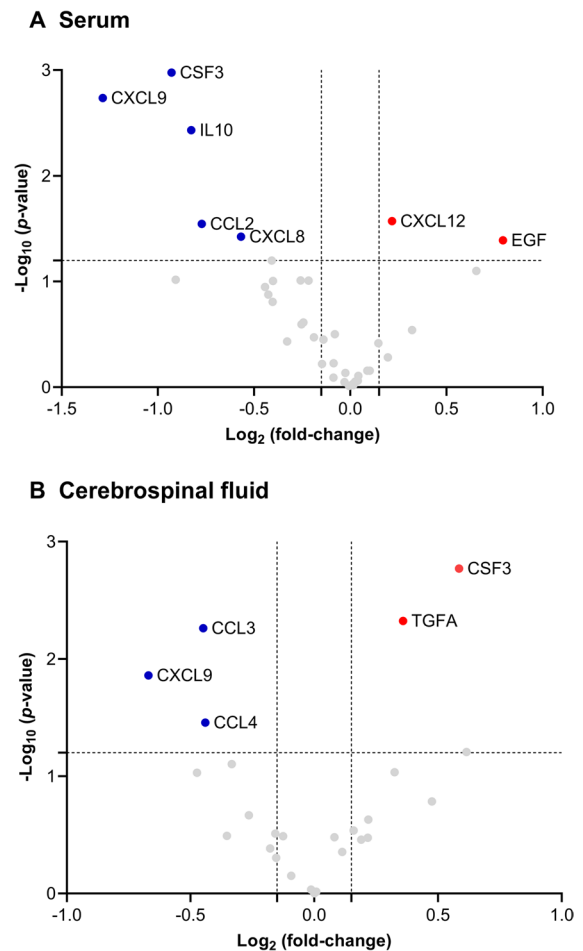 A Serum
3
CSF3
CXCL9
IL10
2
CCL2
CXCL8
CXCL12
EGF
1
0
-Log10 (p-value)
-1.5 -1.0 -0.5 0.0 0.5 1.0
Log2 (fold-change)
B Cerebrospinal fluid
3
CSF3
TGFA
CCL3
2
CXCL9
CCL4
1
0
-Log10 (p-value)
-1.0 -0.5 0.0 0.5 1.0
Log2 (fold-change)